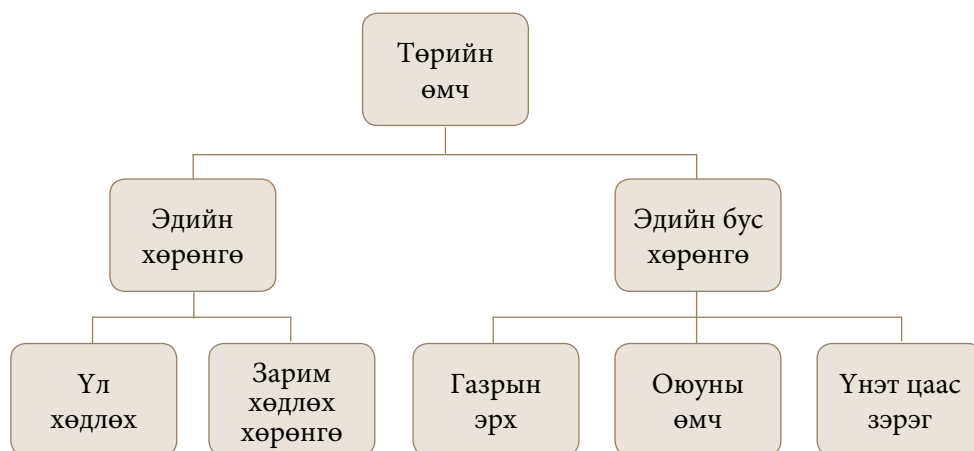 Төрийн
өмч
Эдийн
хөрөнгө
Эдийн бус
хөрөнгө
Үл
хөдлөх
Зарим
хөдлөх
хөрөнгө
Газрын
эрх
Оюуны
өмч
Үнэт цаас
зэрэг